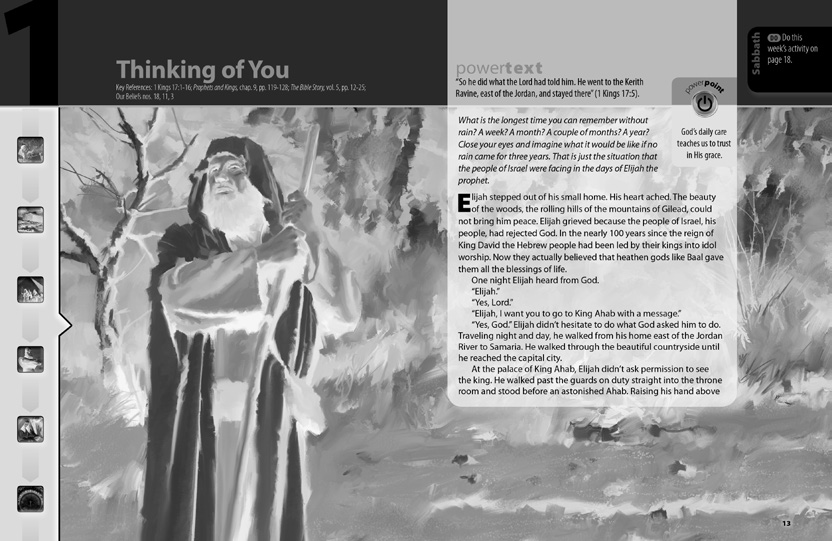 1
Thinking of You
Key References: 1 Kings 17:1-16; Prophets and Kings, chap. 9, pp. 119-128; The Bible Story, vol. 5, pp. 12-25;
Our Beliefs nos. 18, 11, 3
powertext
"So he did what the Lord had told him. He went to the Kerith
Ravine, east of the Jordan, and stayed there" (1 Kings 17:5).
Sabbath
DO Do this
week's activity on
page 18.
powerpoint
God's daily care
teaches us to trust
in His grace.
What is the longest time you can remember without
rain? A week? A month? A couple of months? A year?
Close your eyes and imagine what it would be like if no
rain came for three years. That is just the situation that
the people of Israel were facing in the days of Elijah the
prophet.
Elijah stepped out of his small home. His heart ached. The beauty
of the woods, the rolling hills of the mountains of Gilead, could
not bring him peace. Elijah grieved because the people of Israel, his
people, had rejected God. In the nearly 100 years since the reign of
King David the Hebrew people had been led by their kings into idol
worship. Now they actually believed that heathen gods like Baal gave
them all the blessings of life.
One night Elijah heard from God.
"Elijah."
"Yes, Lord."
"Elijah, I want you to go to King Ahab with a message."
"Yes, God." Elijah didn't hesitate to do what God asked him to do.
Traveling night and day, he walked from his home east of the Jordan
River to Samaria. He walked through the beautiful countryside until
he reached the capital city.
At the palace of King Ahab, Elijah didn't ask permission to see
the king. He walked past the guards on duty straight into the throne
room and stood before an astonished Ahab. Raising his hand above
13